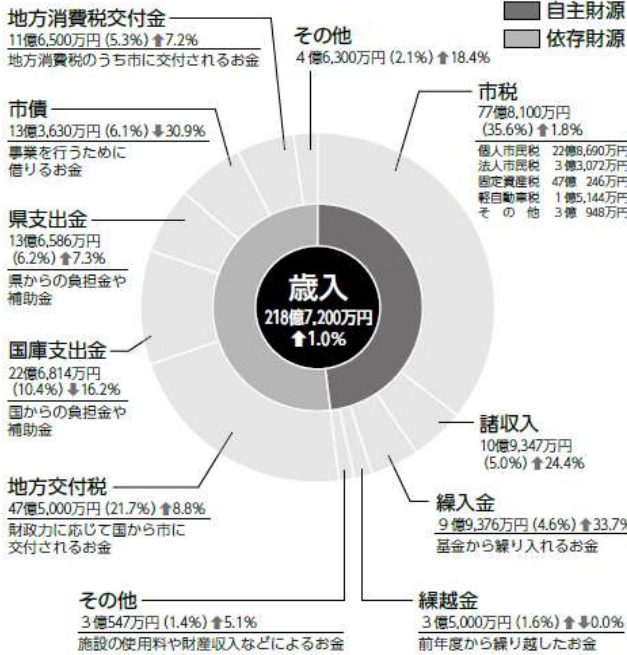 自主財源
依存財源
地方消費税交付金
11億6,500万円 (5.3%) ⬆7.2%
地方消費税のうち市に交付されるお金
その他
4億6,300万円 (2.1%) ⬆18.4%
市税
77億8,100万円
(35.6%) ⬆1.8%
個人市民税 22億8,690万円
法人市民税 3億3,072万円
固定資産税 47億 246万円
軽自動車税 1億5,144万円
そ の 他 3億 948万円
市債
13億3,630万円 (6.1%) ⬇30.9%
事業を行うために
借りるお金
県支出金
13億6,586万円
(6.2%) ⬆7.3%
県からの負担金や
補助金
歳入
218億7,200万円
⬆1.0%
国庫支出金
22億6,814万円
(10.4%) ⬇16.2%
国からの負担金や
補助金
諸収入
10億9,347万円
(5.0%) ⬆24.4%
地方交付税
47億5,000万円 (21.7%) ⬆8.8%
財政力に応じて国から市に
交付されるお金
繰入金
9億9,376万円 (4.6%) ⬆33.7%
基金から繰り入れるお金
その他
3億547万円 (1.4%) ⬆5.1%
施設の使用料や財産収入などによるお金
繰越金
3億5,000万円 (1.6%) ⬆⬇0.0%
前年度から繰り越したお金